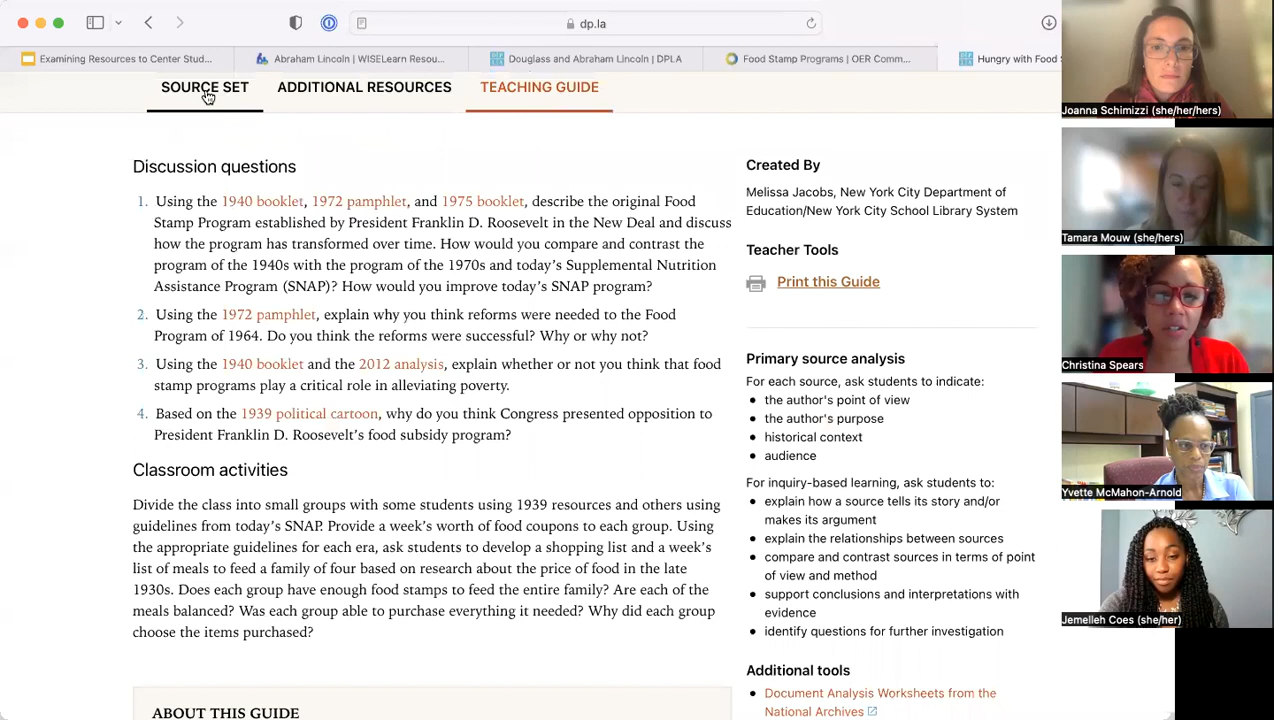 dp.la
Examining Resources to Center Stud...
Abraham Lincoln | WISELearn Resou...
Douglass and Abraham Lincoln | DPLA
Food Stamp Programs | OER Comm...
Hungry with Food S
SOURCE SET
ADDITIONAL RESOURCES
TEACHING GUIDE
Discussion questions
1. Using the 1940 booklet, 1972 pamphlet, and 1975 booklet, describe the original Food
Stamp Program established by President Franklin D. Roosevelt in the New Deal and discuss
how the program has transformed over time. How would you compare and contrast the
program of the 1940s with the program of the 1970s and today's Supplemental Nutrition
Assistance Program (SNAP)? How would you improve today's SNAP program?
2. Using the 1972 pamphlet, explain why you think reforms were needed to the Food
Program of 1964. Do you think the reforms were successful? Why or why not?
3. Using the 1940 booklet and the 2012 analysis, explain whether or not you think that food
stamp programs play a critical role in alleviating poverty.
4. Based on the 1939 political cartoon, why do you think Congress presented opposition to
President Franklin D. Roosevelt's food subsidy program?
Classroom activities
Divide the class into small groups with some students using 1939 resources and others using
guidelines from today's SNAP. Provide a week's worth of food coupons to each group. Using
the appropriate guidelines for each era, ask students to develop a shopping list and a week's
list of meals to feed a family of four based on research about the price of food in the late
1930s. Does each group have enough food stamps to feed the entire family? Are each of the
meals balanced? Was each group able to purchase everything it needed? Why did each group
choose the items purchased?
ABOUT THIS GUIDE
Created By
Melissa Jacobs, New York City Department of
Education/New York City School Library System
Teacher Tools
Print this Guide
Primary source analysis
For each source, ask students to indicate:
• the author's point of view
• the author's purpose
• historical context
• audience
For inquiry-based learning, ask students to:
• explain how a source tells its story and/or
makes its argument
• explain the relationships between sources
• compare and contrast sources in terms of point
of view and method
• support conclusions and interpretations with
evidence
• identify questions for further investigation
Additional tools
• Document Analysis Worksheets from the
National Archives
Joanna Schimizzi (she/her/hers)
Tamara Mouw (she/hers)
Christina Spears
Yvette McMahon-Arnold
Jemelleh Coes (she/her)